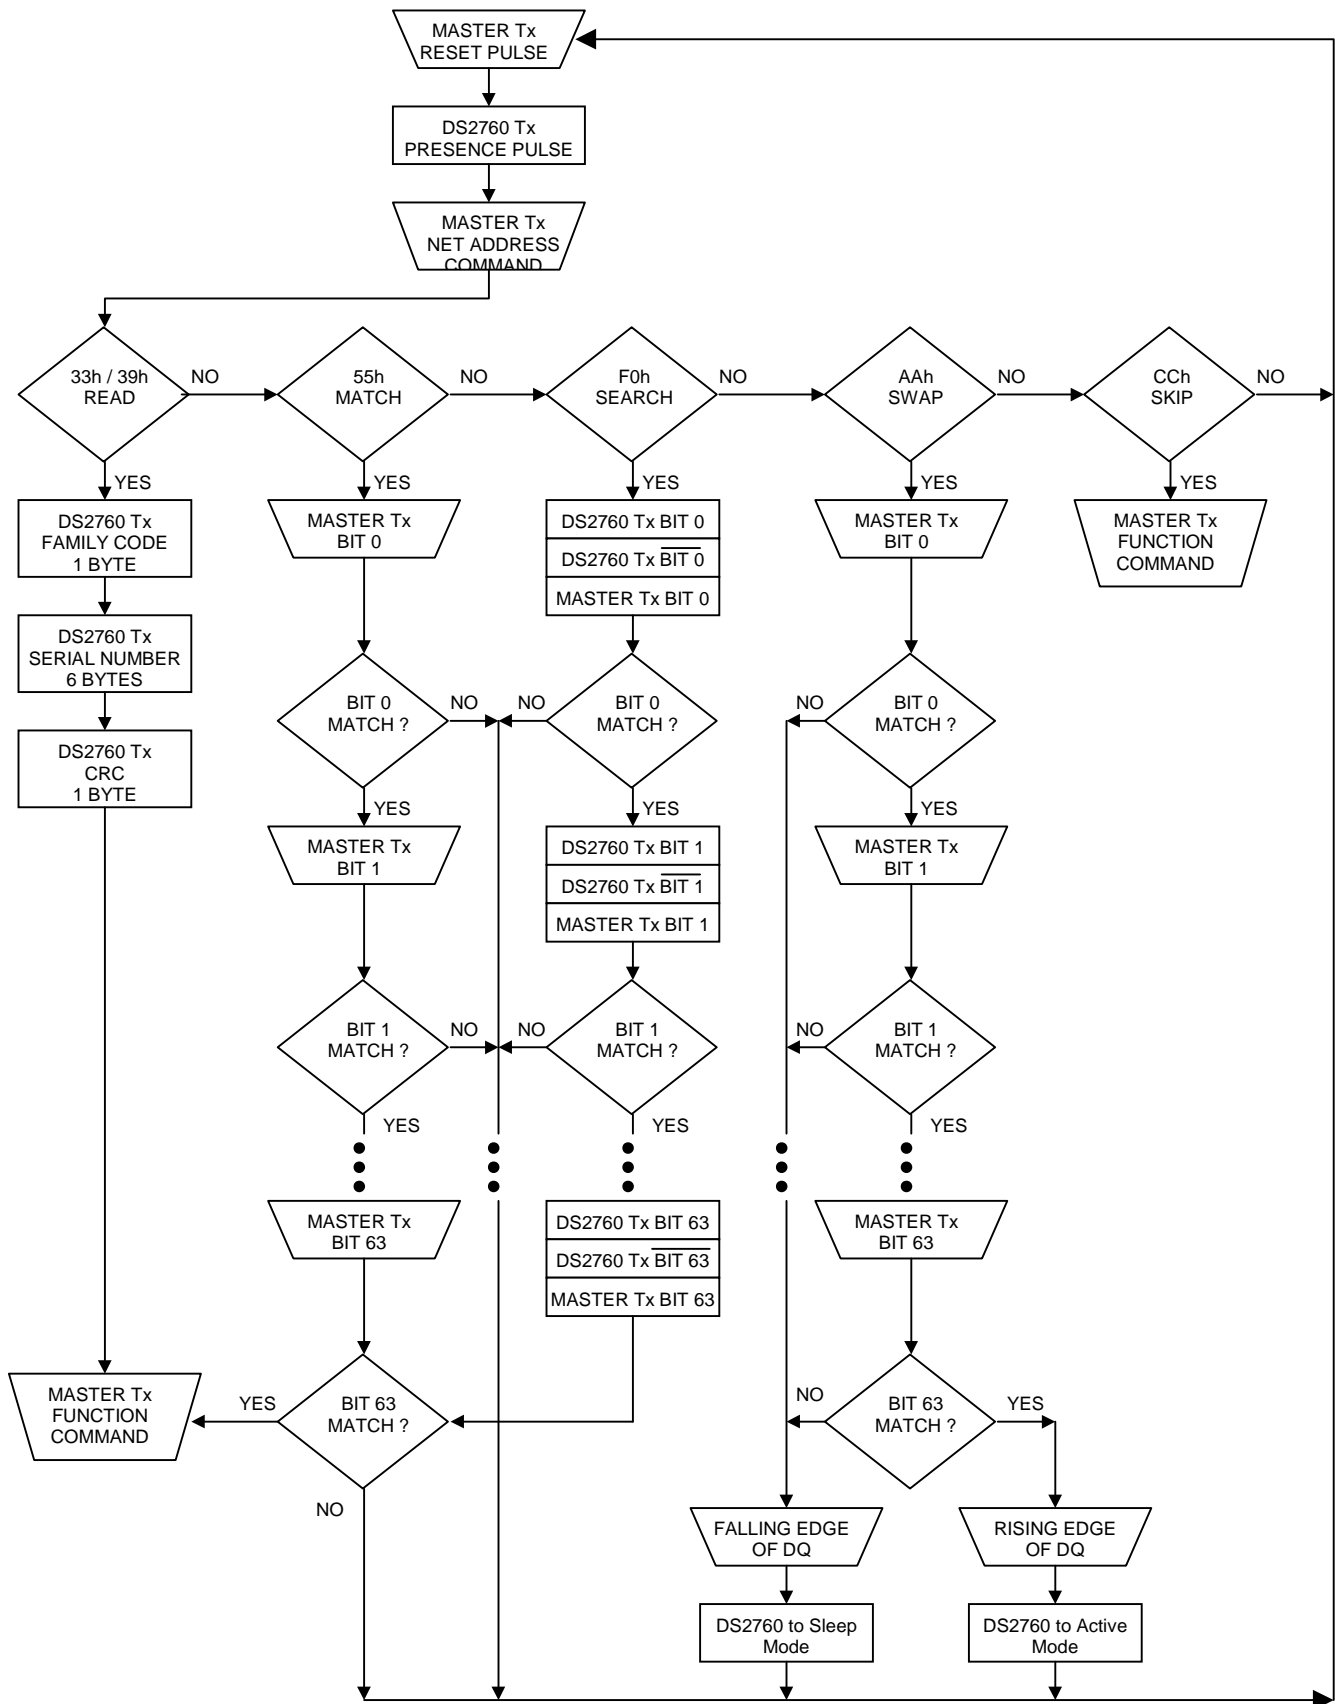 MASTER Tx
RESET PULSE
DS2760 Tx
PRESENCE PULSE
MASTER Tx
NET ADDRESS
COMMAND
33h / 39h
READ
NO
55h
MATCH
NO
F0h
SEARCH
NO
AAh
SWAP
NO
CCh
SKIP
NO
YES
YES
YES
YES
YES
DS2760 Tx
FAMILY CODE
1 BYTE
MASTER Tx
BIT 0
DS2760 Tx BIT 0
DS2760 Tx BIT 0
MASTER Tx BIT 0
MASTER Tx
BIT 0
MASTER Tx
FUNCTION
COMMAND
DS2760 Tx
SERIAL NUMBER
6 BYTES
DS2760 Tx
CRC
1 BYTE
BIT 0
MATCH ?
NO
NO
BIT 0
MATCH ?
NO
BIT 0
MATCH ?
YES
YES
YES
MASTER Tx
BIT 1
DS2760 Tx BIT 1
DS2760 Tx BIT 1
MASTER Tx BIT 1
MASTER Tx
BIT 1
BIT 1
MATCH ?
NO
NO
BIT 1
MATCH ?
NO
BIT 1
MATCH ?
YES
YES
YES
MASTER Tx
BIT 63
DS2760 Tx BIT 63
DS2760 Tx BIT 63
MASTER Tx BIT 63
MASTER Tx
BIT 63
MASTER Tx
FUNCTION
COMMAND
YES
BIT 63
MATCH ?
NO
NO
BIT 63
MATCH ?
YES
FALLING EDGE
OF DQ
RISING EDGE
OF DQ
DS2760 to Sleep
Mode
DS2760 to Active
Mode